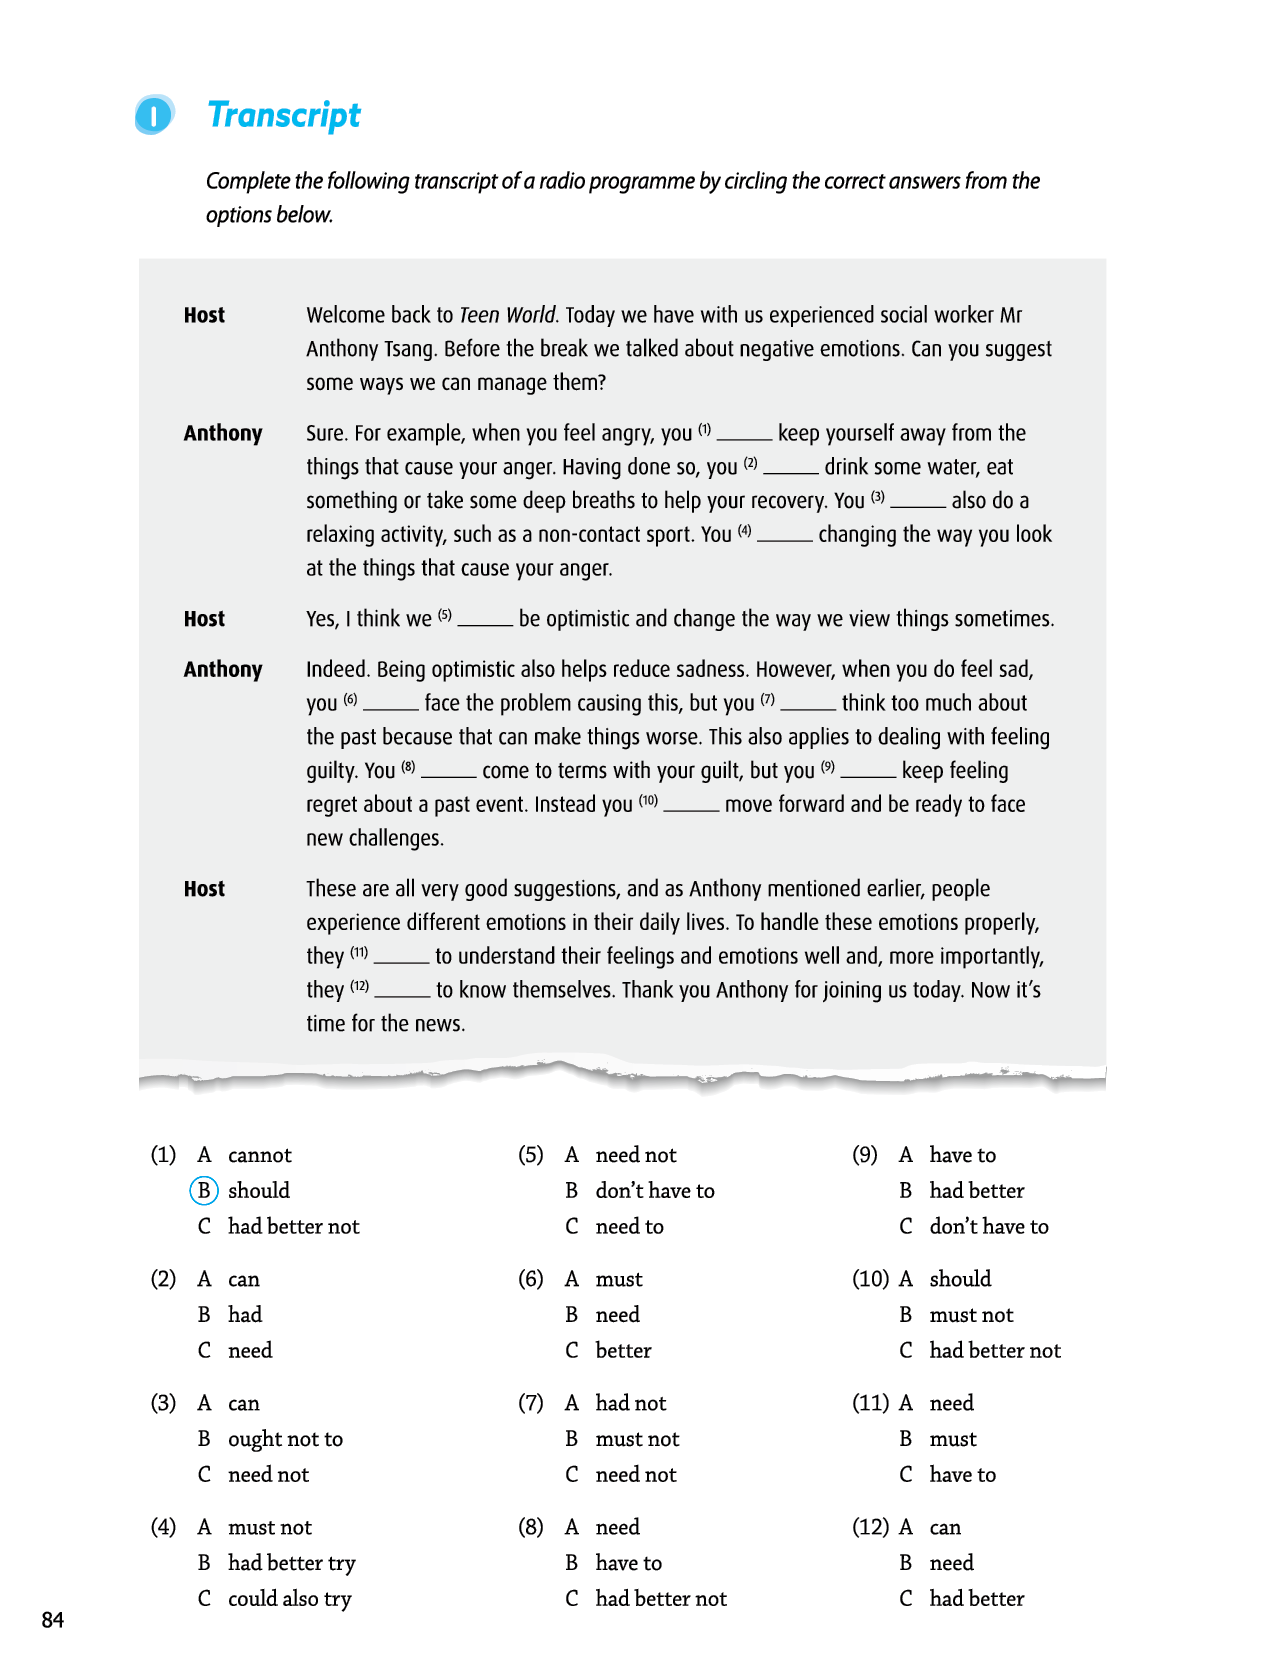 1 Transcript
Complete the following transcript of a radio programme by circling the correct answers from the
options below.
Host Welcome back to Teen World. Today we have with us experienced social worker Mr
Anthony Tsang. Before the break we talked about negative emotions. Can you suggest
some ways we can manage them?
Anthony Sure. For example, when you feel angry, you (1) _____ keep yourself away from the
things that cause your anger. Having done so, you (2) _____ drink some water, eat
something or take some deep breaths to help your recovery. You (3) _____ also do a
relaxing activity, such as a non-contact sport. You (4) _____ changing the way you look
at the things that cause your anger.
Host Yes, I think we (5) _____ be optimistic and change the way we view things sometimes.
Anthony Indeed. Being optimistic also helps reduce sadness. However, when you do feel sad,
you (6) _____ face the problem causing this, but you (7) _____ think too much about
the past because that can make things worse. This also applies to dealing with feeling
guilty. You (8) _____ come to terms with your guilt, but you (9) _____ keep feeling
regret about a past event. Instead you (10) _____ move forward and be ready to face
new challenges.
Host These are all very good suggestions, and as Anthony mentioned earlier, people
experience different emotions in their daily lives. To handle these emotions properly,
they (11) _____ to understand their feelings and emotions well and, more importantly,
they (12) _____ to know themselves. Thank you Anthony for joining us today. Now it's
time for the news.
(1) A cannot
B should
C had better not
(2) A can
B had
C need
(3) A can
B ought not to
C need not
(4) A must not
B had better try
C could also try
(5) A need not
B don't have to
C need to
(6) A must
B need
C better
(7) A had not
B must not
C need not
(8) A need
B have to
C had better not
(9) A have to
B had better
C don't have to
(10) A should
B must not
C had better not
(11) A need
B must
C have to
(12) A can
B need
C had better
84